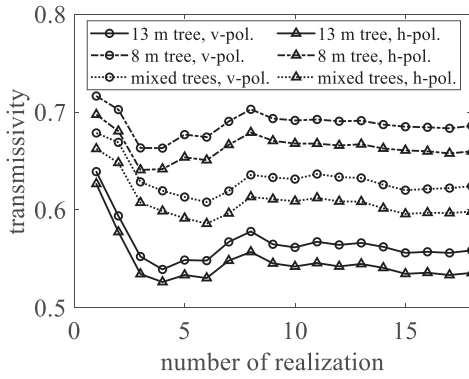 0.8
13 m tree, v-pol. 13 m tree, h-pol.
8 m tree, v-pol. 8 m tree, h-pol.
mixed trees, v-pol. mixed trees, h-pol.
0.7
0.6
0.5
transmissivity
0 5 10 15
number of realization